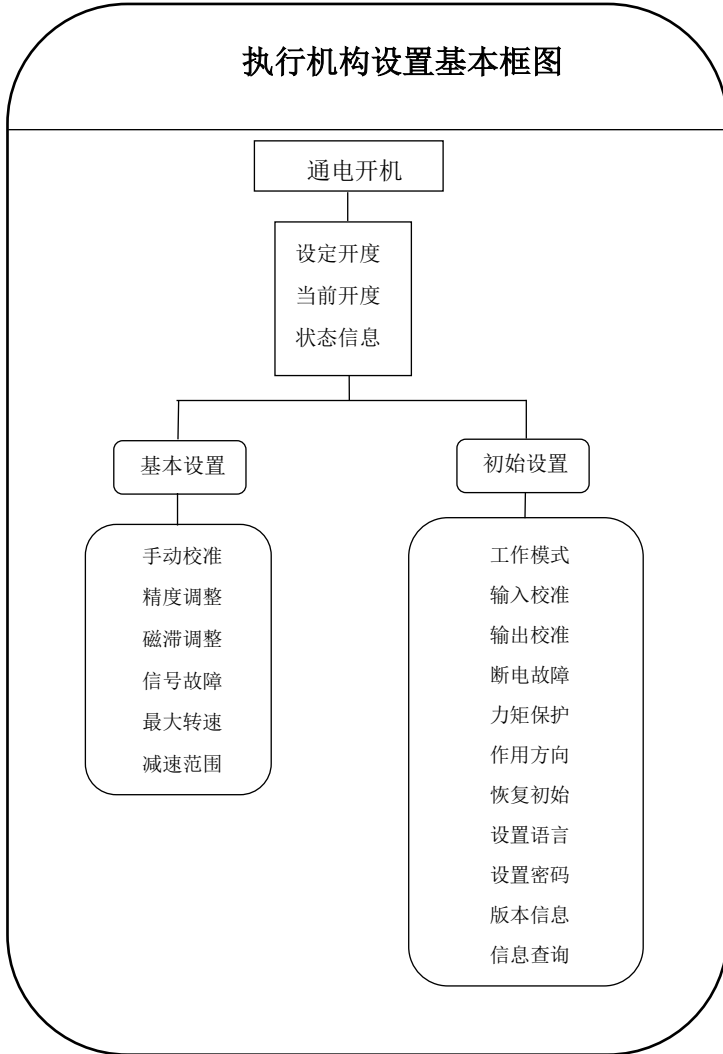 执行机构设置基本框图
通电开机
设定开度
当前开度
状态信息
基本设置
手动校准
精度调整
磁滞调整
信号故障
最大转速
减速范围
初始设置
工作模式
输入校准
输出校准
断电故障
力矩保护
作用方向
恢复初始
设置语言
设置密码
版本信息
信息查询